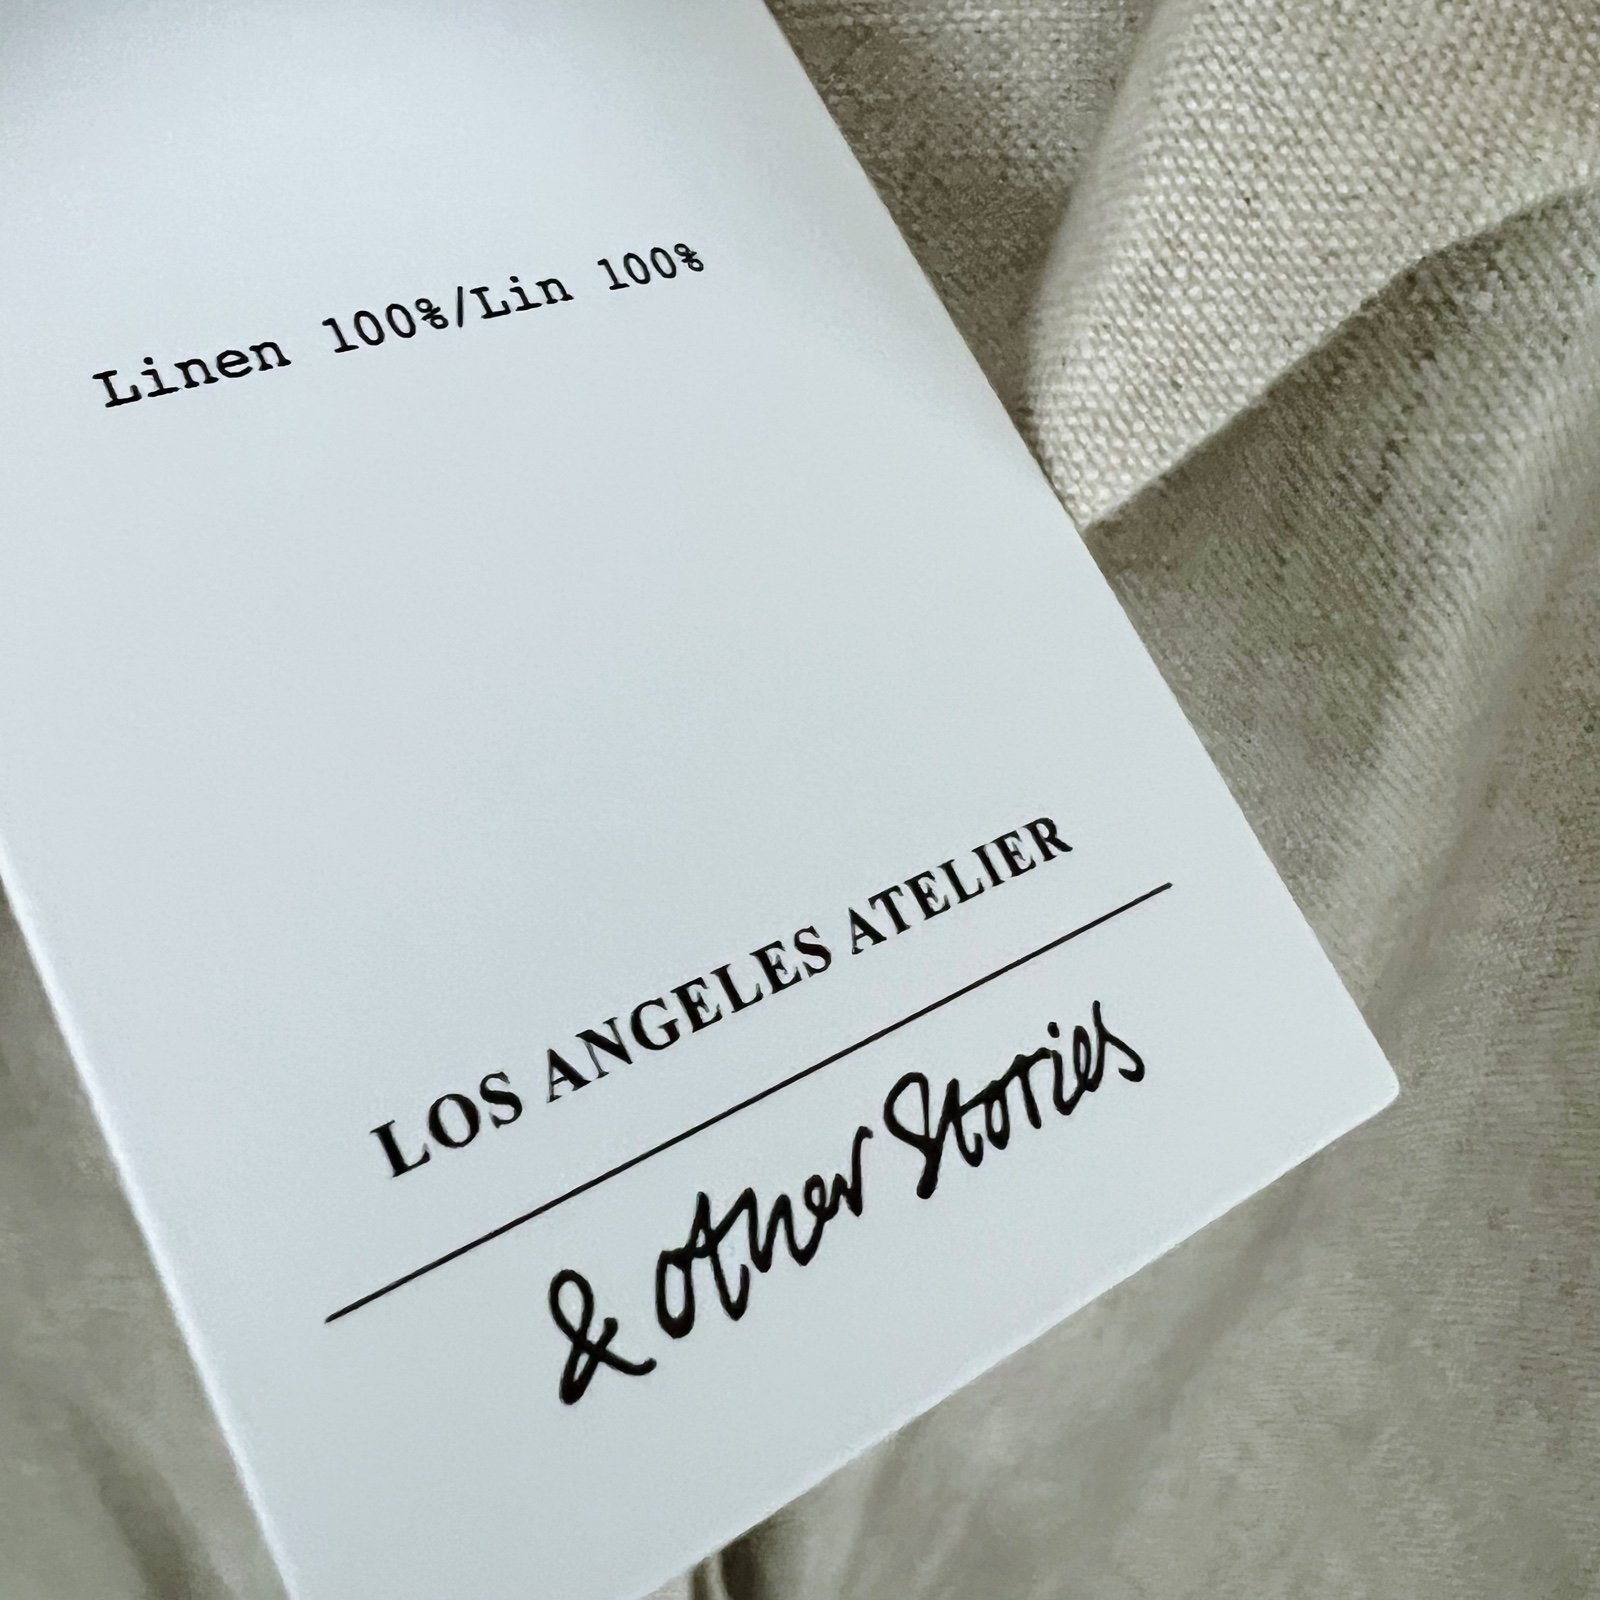 Linen 100%/Lin 100%
LOS ANGELES ATELIER
& Other Stories